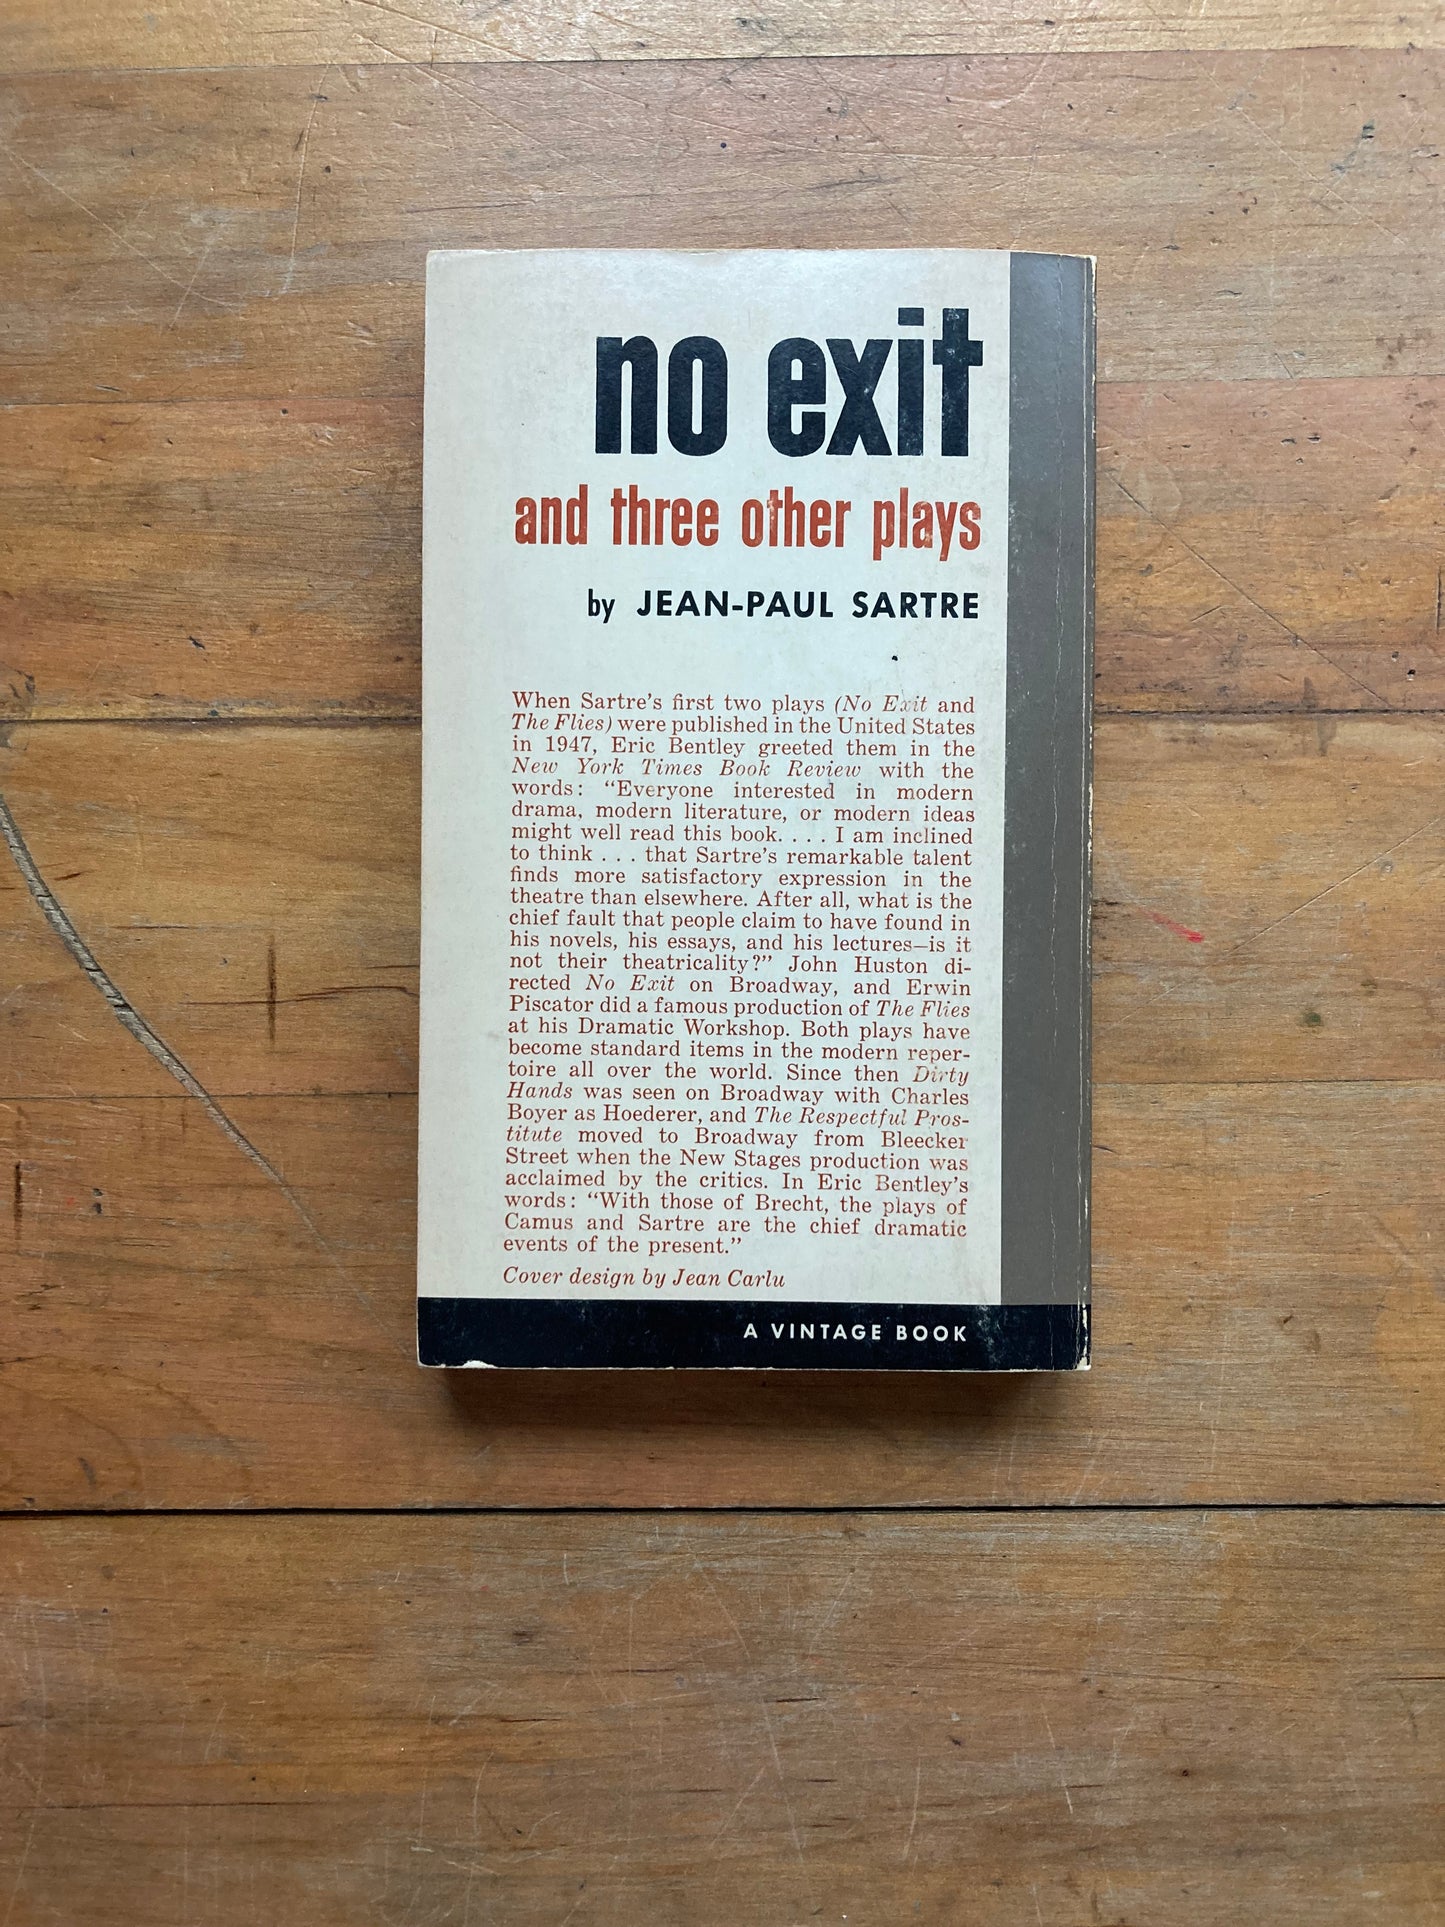 no exit
and three other plays
by JEAN-PAUL SARTRE
When Sartre's first two plays (No Exit and
The Flies) were published in the United States
in 1947, Eric Bentley greeted them in the
New York Times Book Review with the
words: “Everyone interested in modern
drama, modern literature, or modern ideas
might well read this book. . . . I am inclined
to think . . . that Sartre's remarkable talent
finds more satisfactory expression in the
theatre than elsewhere. After all, what is the
chief fault that people claim to have found in
his novels, his essays, and his lectures—is it
not their theatricality?” John Huston di-
rected No Exit on Broadway, and Erwin
Piscator did a famous production of The Flies
at his Dramatic Workshop. Both plays have
become standard items in the modern reper-
toire all over the world. Since then Dirty
Hands was seen on Broadway with Charles
Boyer as Hoederer, and The Respectful Pros-
titute moved to Broadway from Bleecker
Street when the New Stages production was
acclaimed by the critics. In Eric Bentley's
words: “With those of Brecht, the plays of
Camus and Sartre are the chief dramatic
events of the present.”
Cover design by Jean Carlu
A VINTAGE BOOK